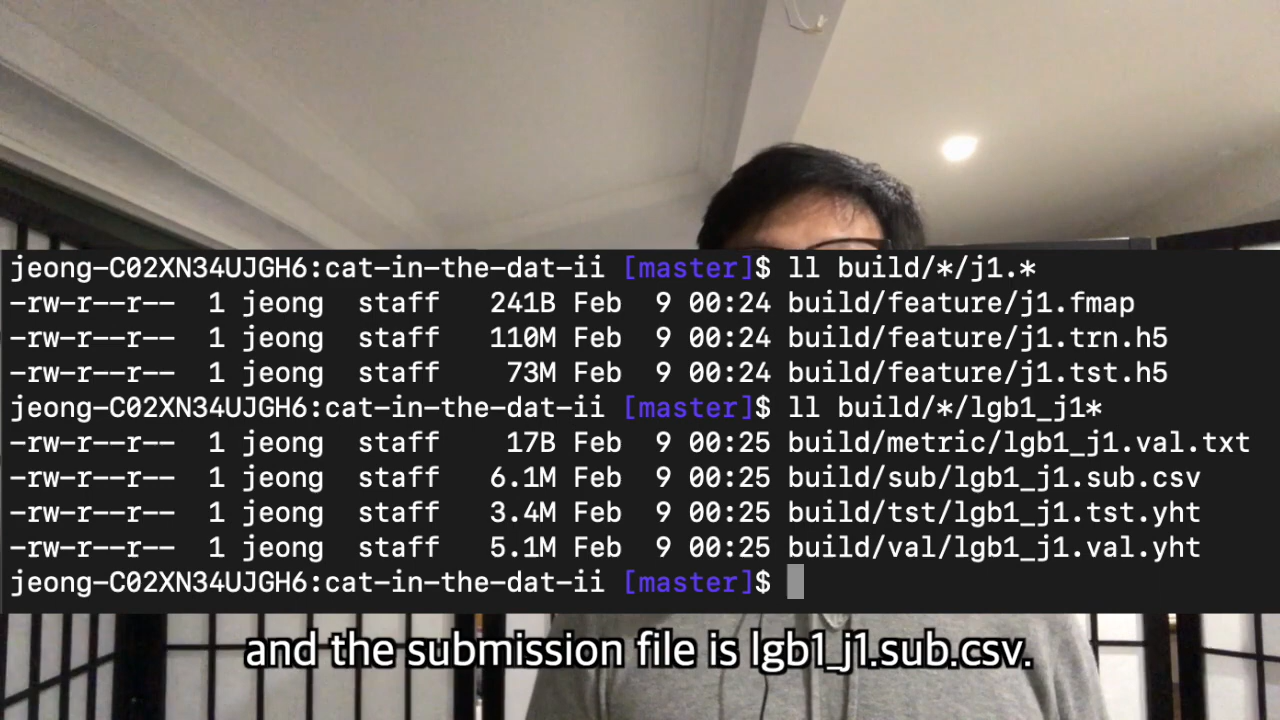 jeong-C02XN34UJGH6:cat-in-the-dat-ii [master]$ ll build/*/j1.*
-rw-r--r-- 1 jeong staff 241B Feb 9 00:24 build/feature/j1.fmap
-rw-r--r-- 1 jeong staff 110M Feb 9 00:24 build/feature/j1.trn.h5
-rw-r--r-- 1 jeong staff 73M Feb 9 00:24 build/feature/j1.tst.h5
jeong-C02XN34UJGH6:cat-in-the-dat-ii [master]$ ll build/*/lgb1_j1*
-rw-r--r-- 1 jeong staff 17B Feb 9 00:25 build/metric/lgb1_j1.val.txt
-rw-r--r-- 1 jeong staff 6.1M Feb 9 00:25 build/sub/lgb1_j1.sub.csv
-rw-r--r-- 1 jeong staff 3.4M Feb 9 00:25 build/tst/lgb1_j1.tst.yht
-rw-r--r-- 1 jeong staff 5.1M Feb 9 00:25 build/val/lgb1_j1.val.yht
jeong-C02XN34UJGH6:cat-in-the-dat-ii [master]$
and the submission file is lgb1_j1.sub.csv.